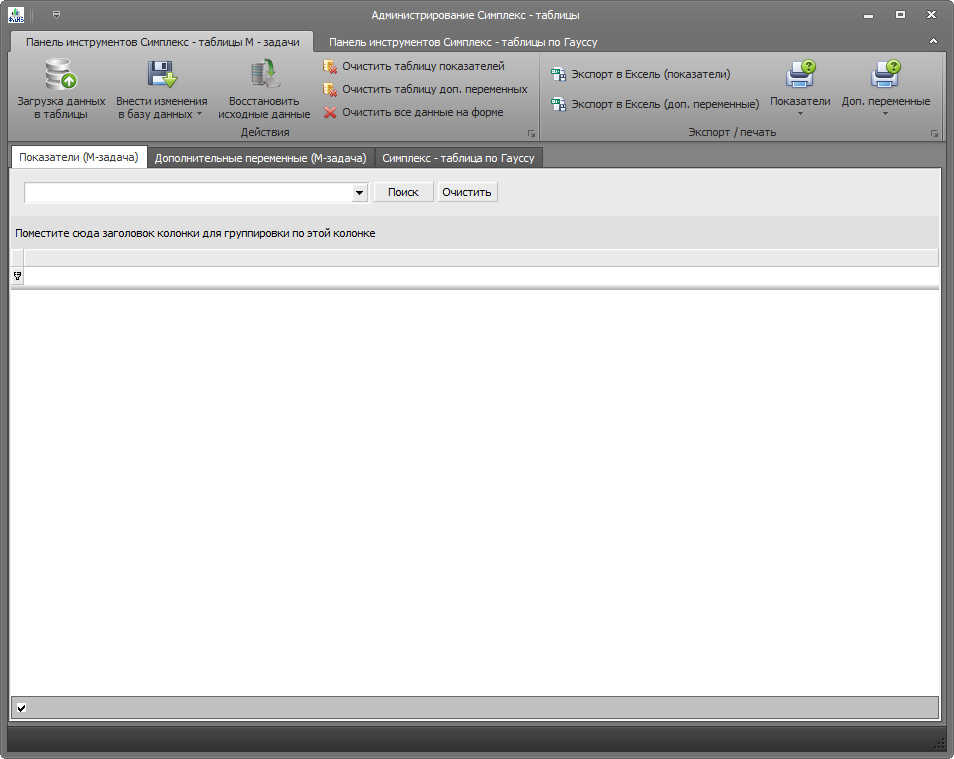 Администрирование Симплекс - таблицы
Панель инструментов Симплекс - таблицы М - задачи
Панель инструментов Симплекс - таблицы по Гауссу
Загрузка данных
в таблицы
Внести изменения
в базу данных
Восстановить
исходные данные
Очистить таблицу показателей
Очистить таблицу доп. переменных
Очистить все данные на форме
Действия
Экспорт в Ексель (показатели)
Экспорт в Ексель (доп. переменные)
Показатели
Доп. переменные
Экспорт / печать
Показатели (М-задача)
Дополнительные переменные (М-задача)
Симплекс - таблица по Гауссу
Поиск
Очистить
Поместите сюда заголовок колонки для группировки по этой колонке